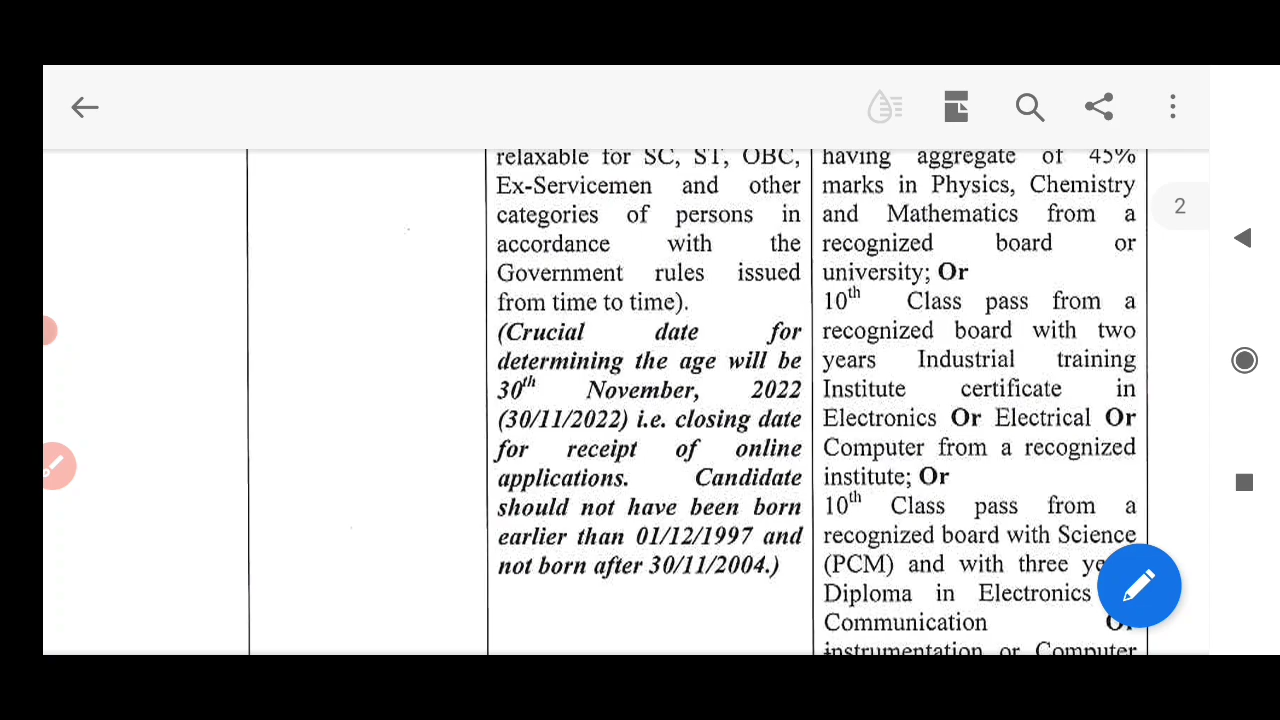 relaxable for SC, ST, OBC,
Ex-Servicemen and other
categories of persons in
accordance with the
Government rules issued
from time to time).
(Crucial date for
determining the age will be
30th November, 2022
(30/11/2022) i.e. closing date
for receipt of online
applications. Candidate
should not have been born
earlier than 01/12/1997 and
not born after 30/11/2004.)
having aggregate of 45%
marks in Physics, Chemistry
and Mathematics from a
recognized board or
university; Or
10th Class pass from a
recognized board with two
years Industrial training
Institute certificate in
Electronics Or Electrical Or
Computer from a recognized
institute; Or
10th Class pass from a
recognized board with Science
(PCM) and with three
Diploma in Electronics
Communication Or
instrumentation or Computer
2